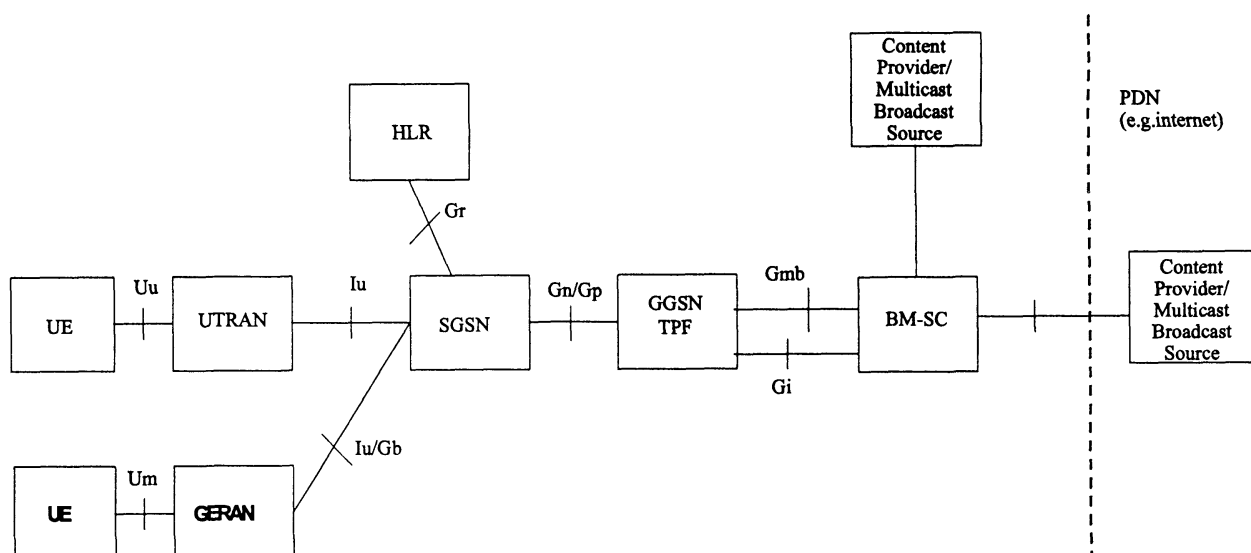 Content
Provider/
Multicast
Broadcast
Source
PDN
(e.g.internet)
HLR
Gr
Uu
Iu
Gn/Gp
Gmb
UE
UTRAN
SGSN
GGSN
TPF
BM-SC
Content
Provider/
Multicast
Broadcast
Source
Gi
Iu/Gb
Um
UE
GERAN